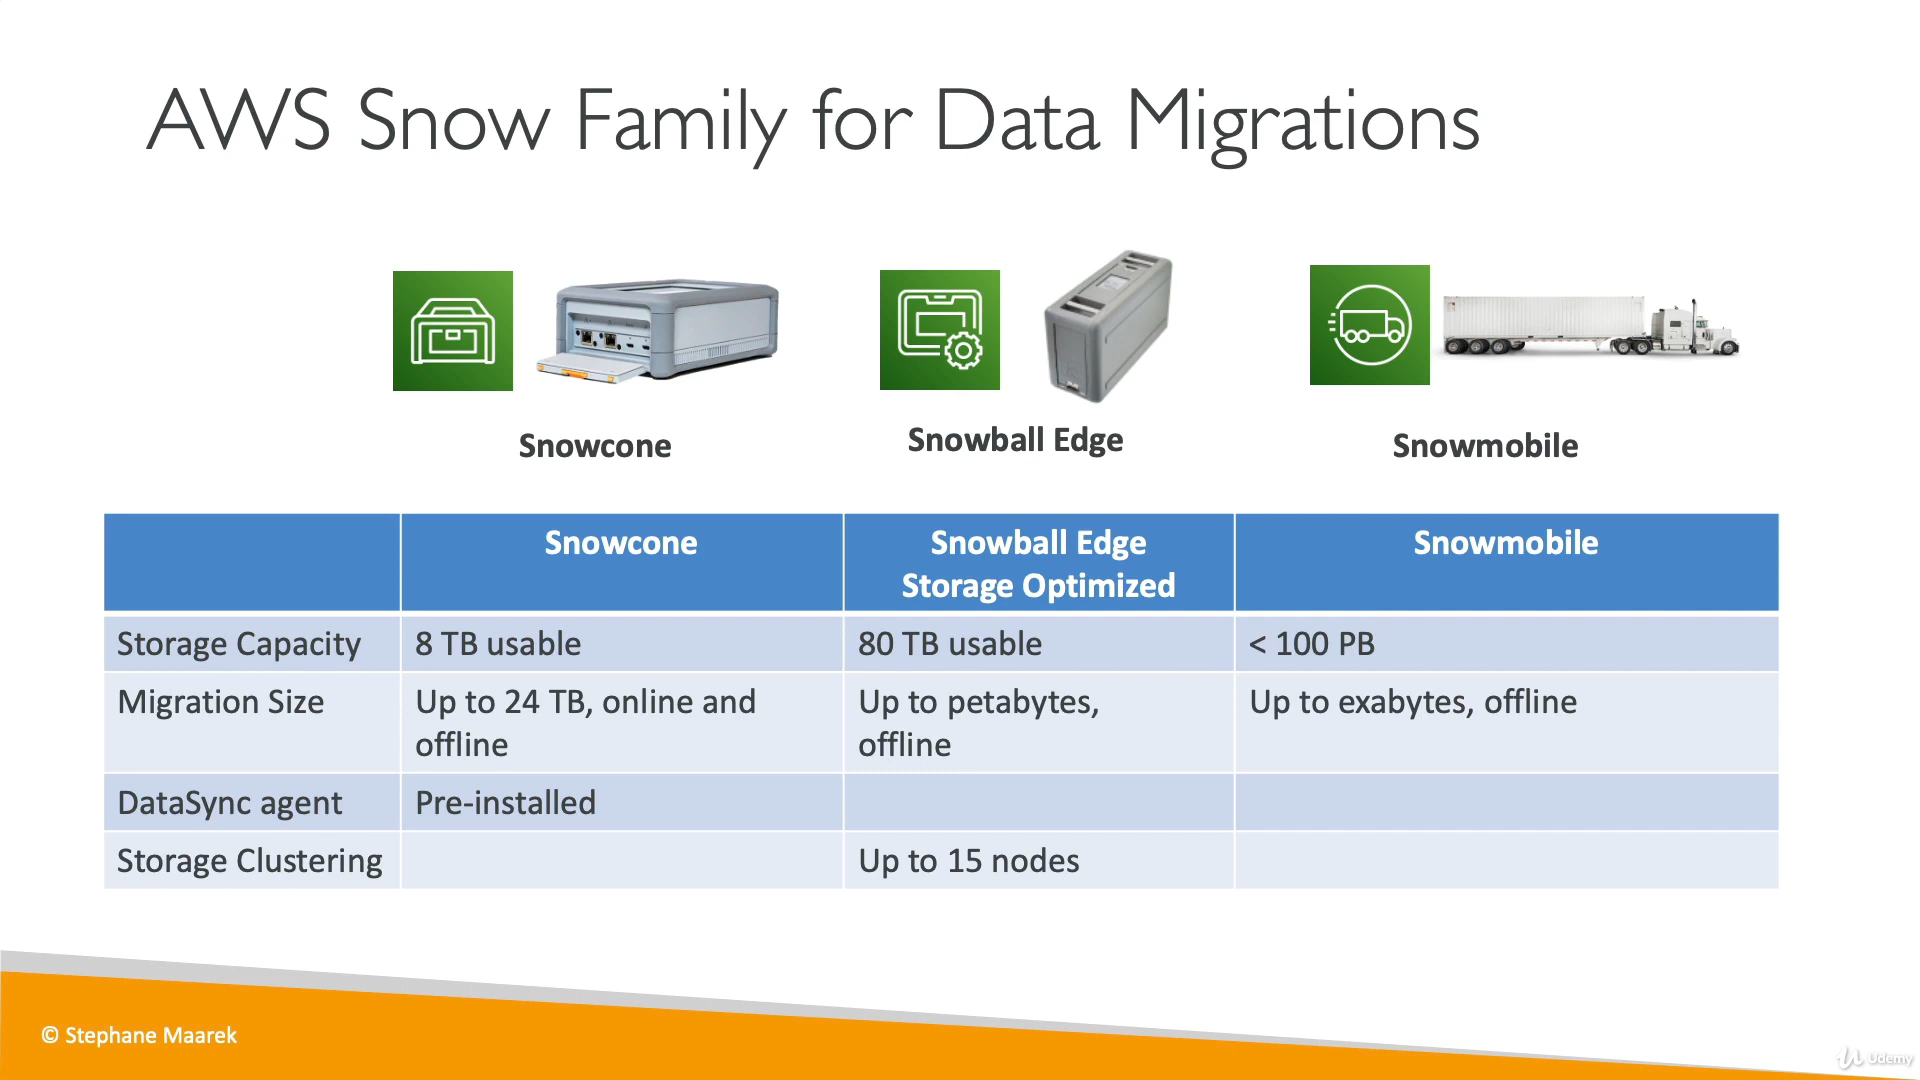 AWS Snow Family for Data Migrations
Snowcone
Snowball Edge
Snowmobile
Snowcone
Snowball Edge
Storage Optimized
Snowmobile
Storage Capacity
8 TB usable
80 TB usable
< 100 PB
Migration Size
Up to 24 TB, online and
offline
Up to petabytes,
offline
Up to exabytes, offline
DataSync agent
Pre-installed
Storage Clustering
Up to 15 nodes
© Stephane Maarek
Udemy